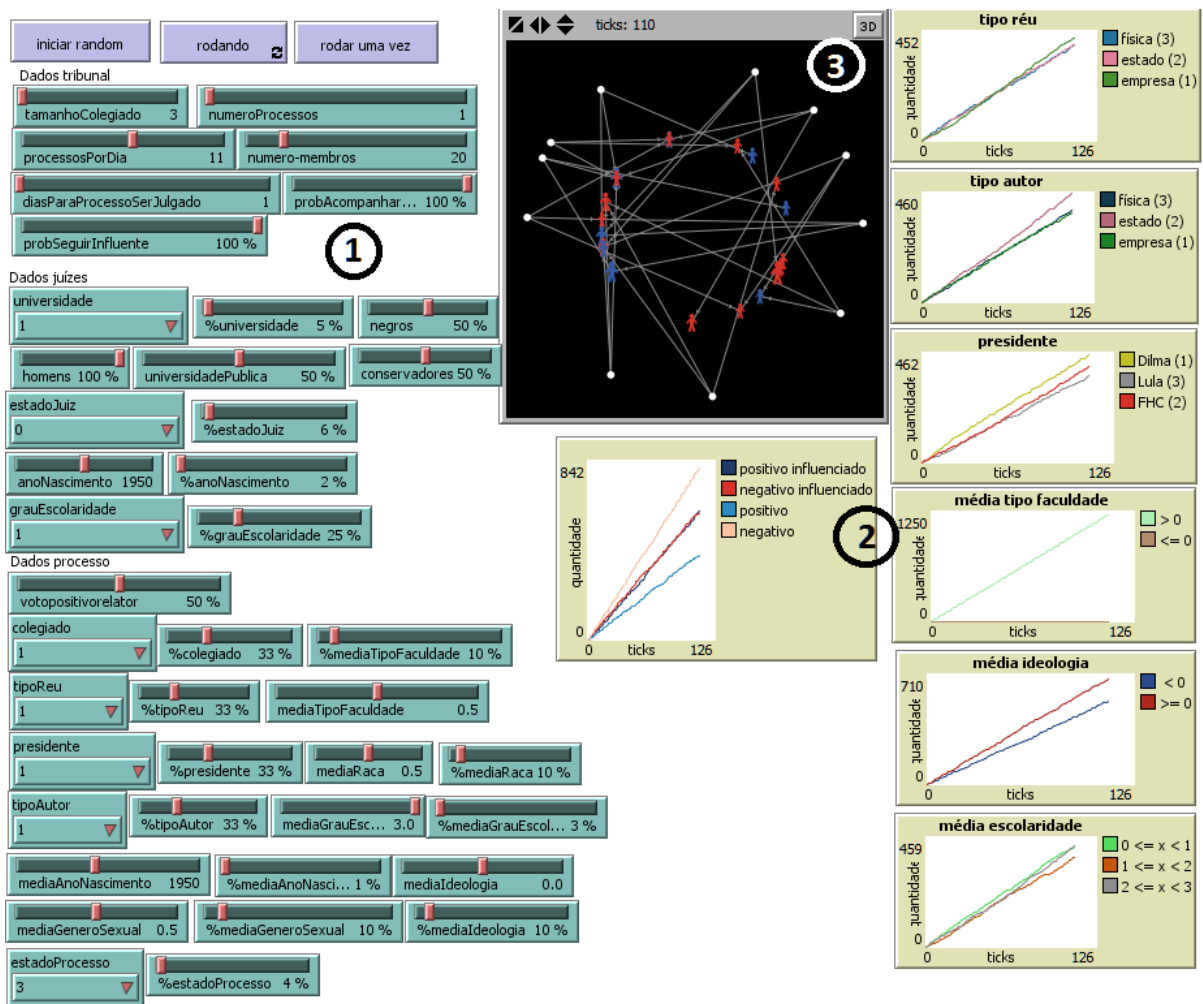 iniciar random
rodando
rodar uma vez
Dados tribunal
tamanhoColegiado 3
numeroProcessos 1
processosPorDia 11
numero-membros 20
diasParaProcessoSerJulgado 1
probAcompanhar... 100 %
probSeguirInfluente 100 %
1
Dados juízes
universidade
1
%universidade 5 %
negros 50 %
homens 100 %
universidadePublica 50 %
conservadores 50 %
estadoJuiz
0
%estadoJuiz 6 %
anoNascimento 1950
%anoNascimento 2 %
grauEscolaridade
1
%grauEscolaridade 25 %
Dados processo
votopositivorelator 50 %
colegiado
1
%colegiado 33 %
%mediaTipoFaculdade 10 %
tipoReu
1
%tipoReu 33 %
mediaTipoFaculdade 0.5
presidente
1
%presidente 33 %
mediaRaca 0.5
%mediaRaca 10 %
tipoAutor
1
%tipoAutor 33 %
mediaGrauEsc... 3.0
%mediaGrauEscol... 3 %
mediaAnoNascimento 1950
%mediaAnoNasci... 1 %
mediaIdeologia 0.0
mediaGeneroSexual 0.5
%mediaGeneroSexual 10 %
%mediaIdeologia 10 %
estadoProcesso
3
%estadoProcesso 4 %
ticks: 110
3D
3
842
quantidade
0
0
ticks
126
positivo influenciado
negativo influenciado
positivo
negativo
2
tipo réu
452
quantidade
0
0
ticks
126
física (3)
estado (2)
empresa (1)
tipo autor
460
quantidade
0
0
ticks
126
física (3)
estado (2)
empresa (1)
presidente
462
quantidade
0
0
ticks
126
Dilma (1)
Lula (3)
FHC (2)
média tipo faculdade
1250
quantidade
0
0
ticks
126
> 0
<= 0
média ideologia
710
quantidade
0
0
ticks
126
< 0
>= 0
média escolaridade
459
quantidade
0
0
ticks
126
0 <= x < 1
1 <= x < 2
2 <= x < 3